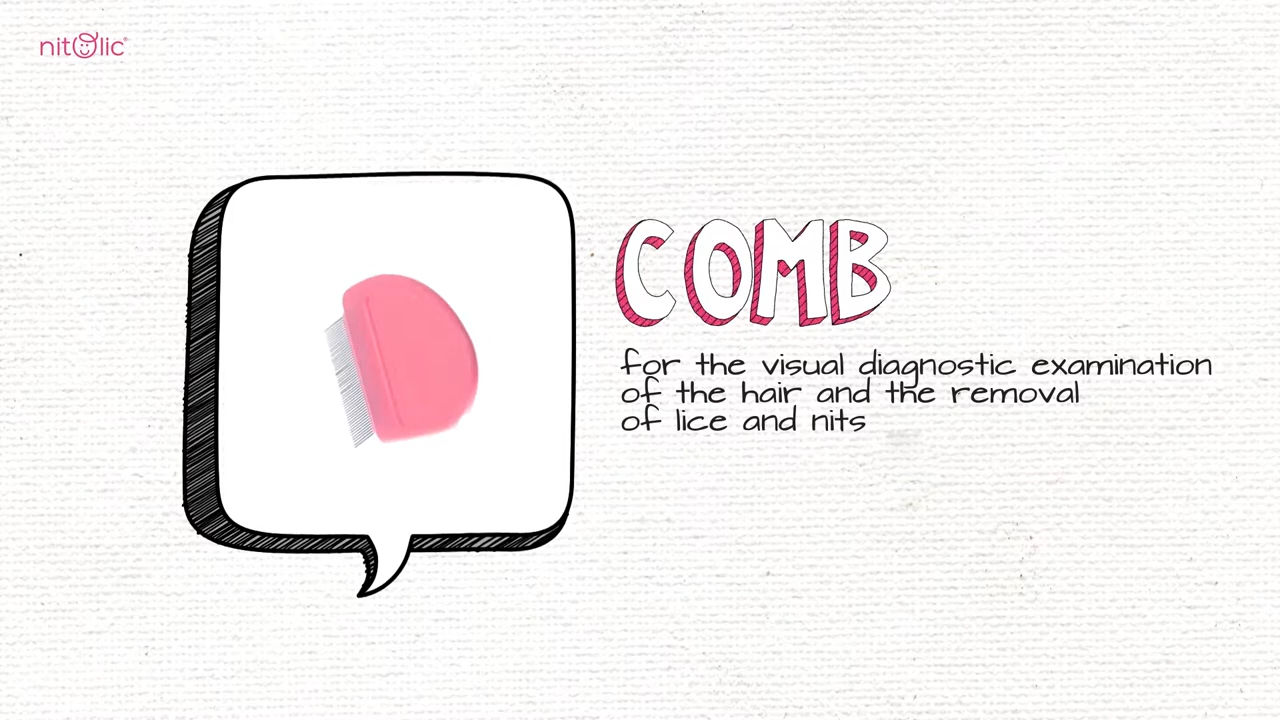 nitolic
COMB
for the visual diagnostic examination
of the hair and the removal
of lice and nits